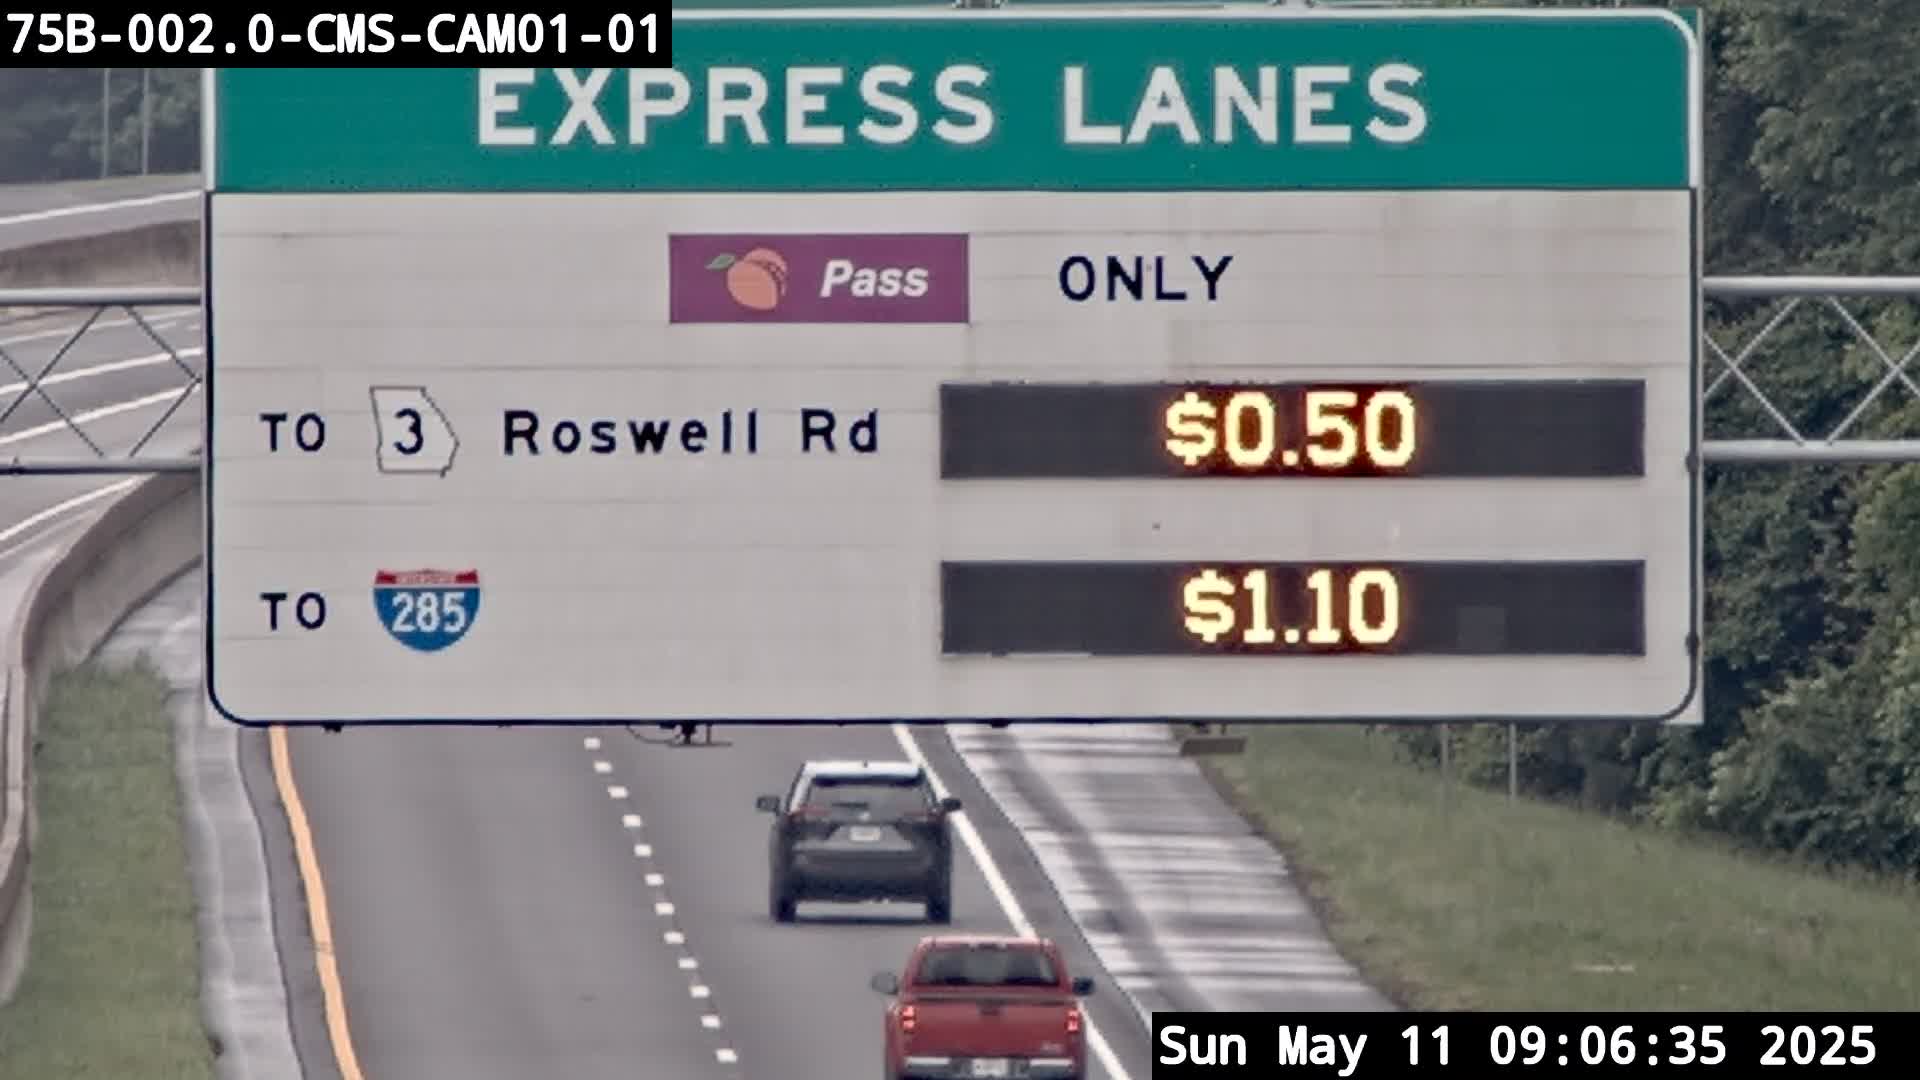 75B-002.0-CMS-CAM01-01
EXPRESS LANES
Pass ONLY
TO 3 Roswell Rd $0.50
TO 285 $1.10
Sun May 11 09:06:35 2025